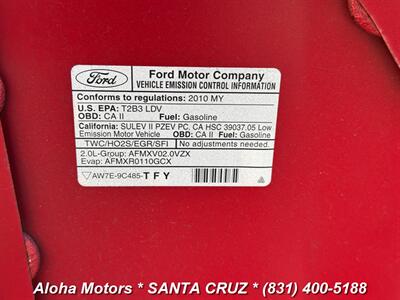 Ford
Ford Motor Company
VEHICLE EMISSION CONTROL INFORMATION
Conforms to regulations: 2010 MY
U.S. EPA: T2B3 LDV
OBD: CA II Fuel: Gasoline
California: SULEV II PZEV PC, CA HSC 39037.05 Low
Emission Motor Vehicle OBD: CA II Fuel: Gasoline
TWC/HO2S/EGR/SFI No adjustments needed.
2.0L-Group: AFMXV02.0VZX
Evap: AFMXR0110GCX
AW7E-9C485-TFY
Aloha Motors * SANTA CRUZ * (831) 400-5188